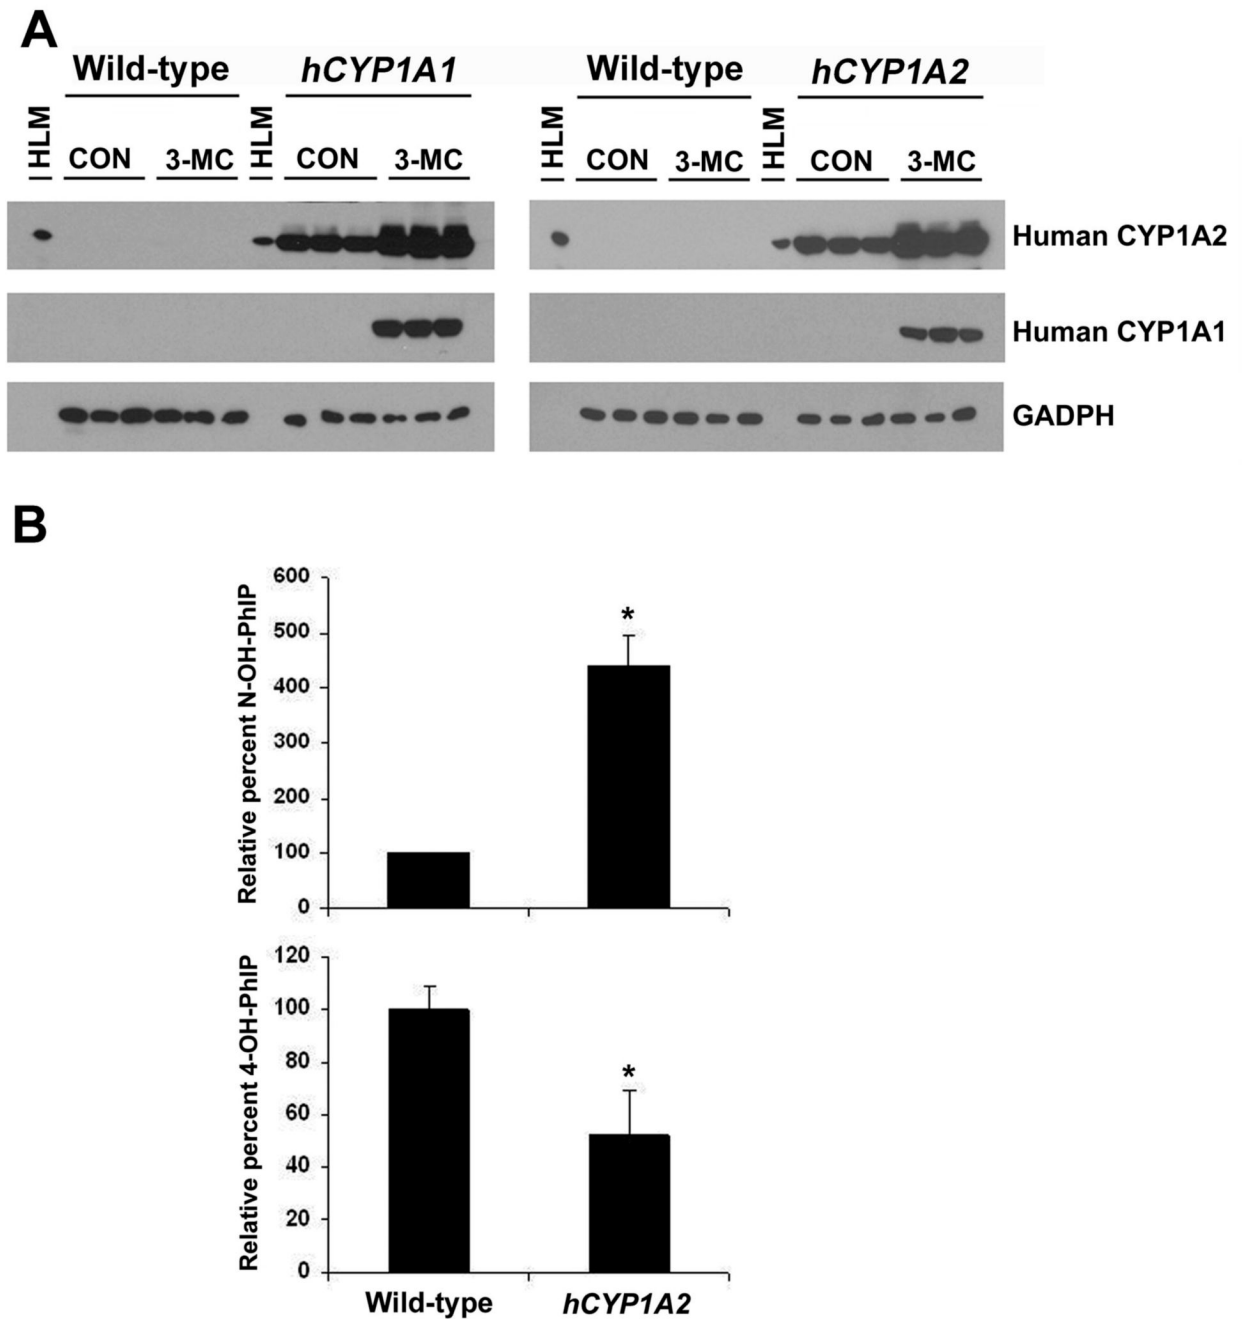 A
Wild-type hCYP1A1 Wild-type hCYP1A2
HLM CON 3-MC HLM CON 3-MC HLM CON 3-MC HLM CON 3-MC
Human CYP1A2
Human CYP1A1
GADPH
B
Relative percent N-OH-PhIP
600
500
*
400
300
200
100
0
Relative percent 4-OH-PhIP
120
100
80
*
60
40
20
0
Wild-type hCYP1A2